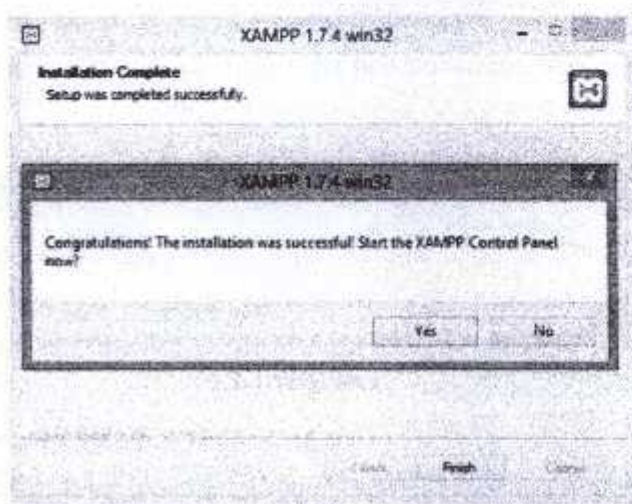 XAMPP 1.7.4 win32
Installation Complete
Setup was completed successfully.
XAMPP 1.7.4 win32
Congratulations! The installation was successful! Start the XAMPP Control Panel
now?
Yes No
Finish